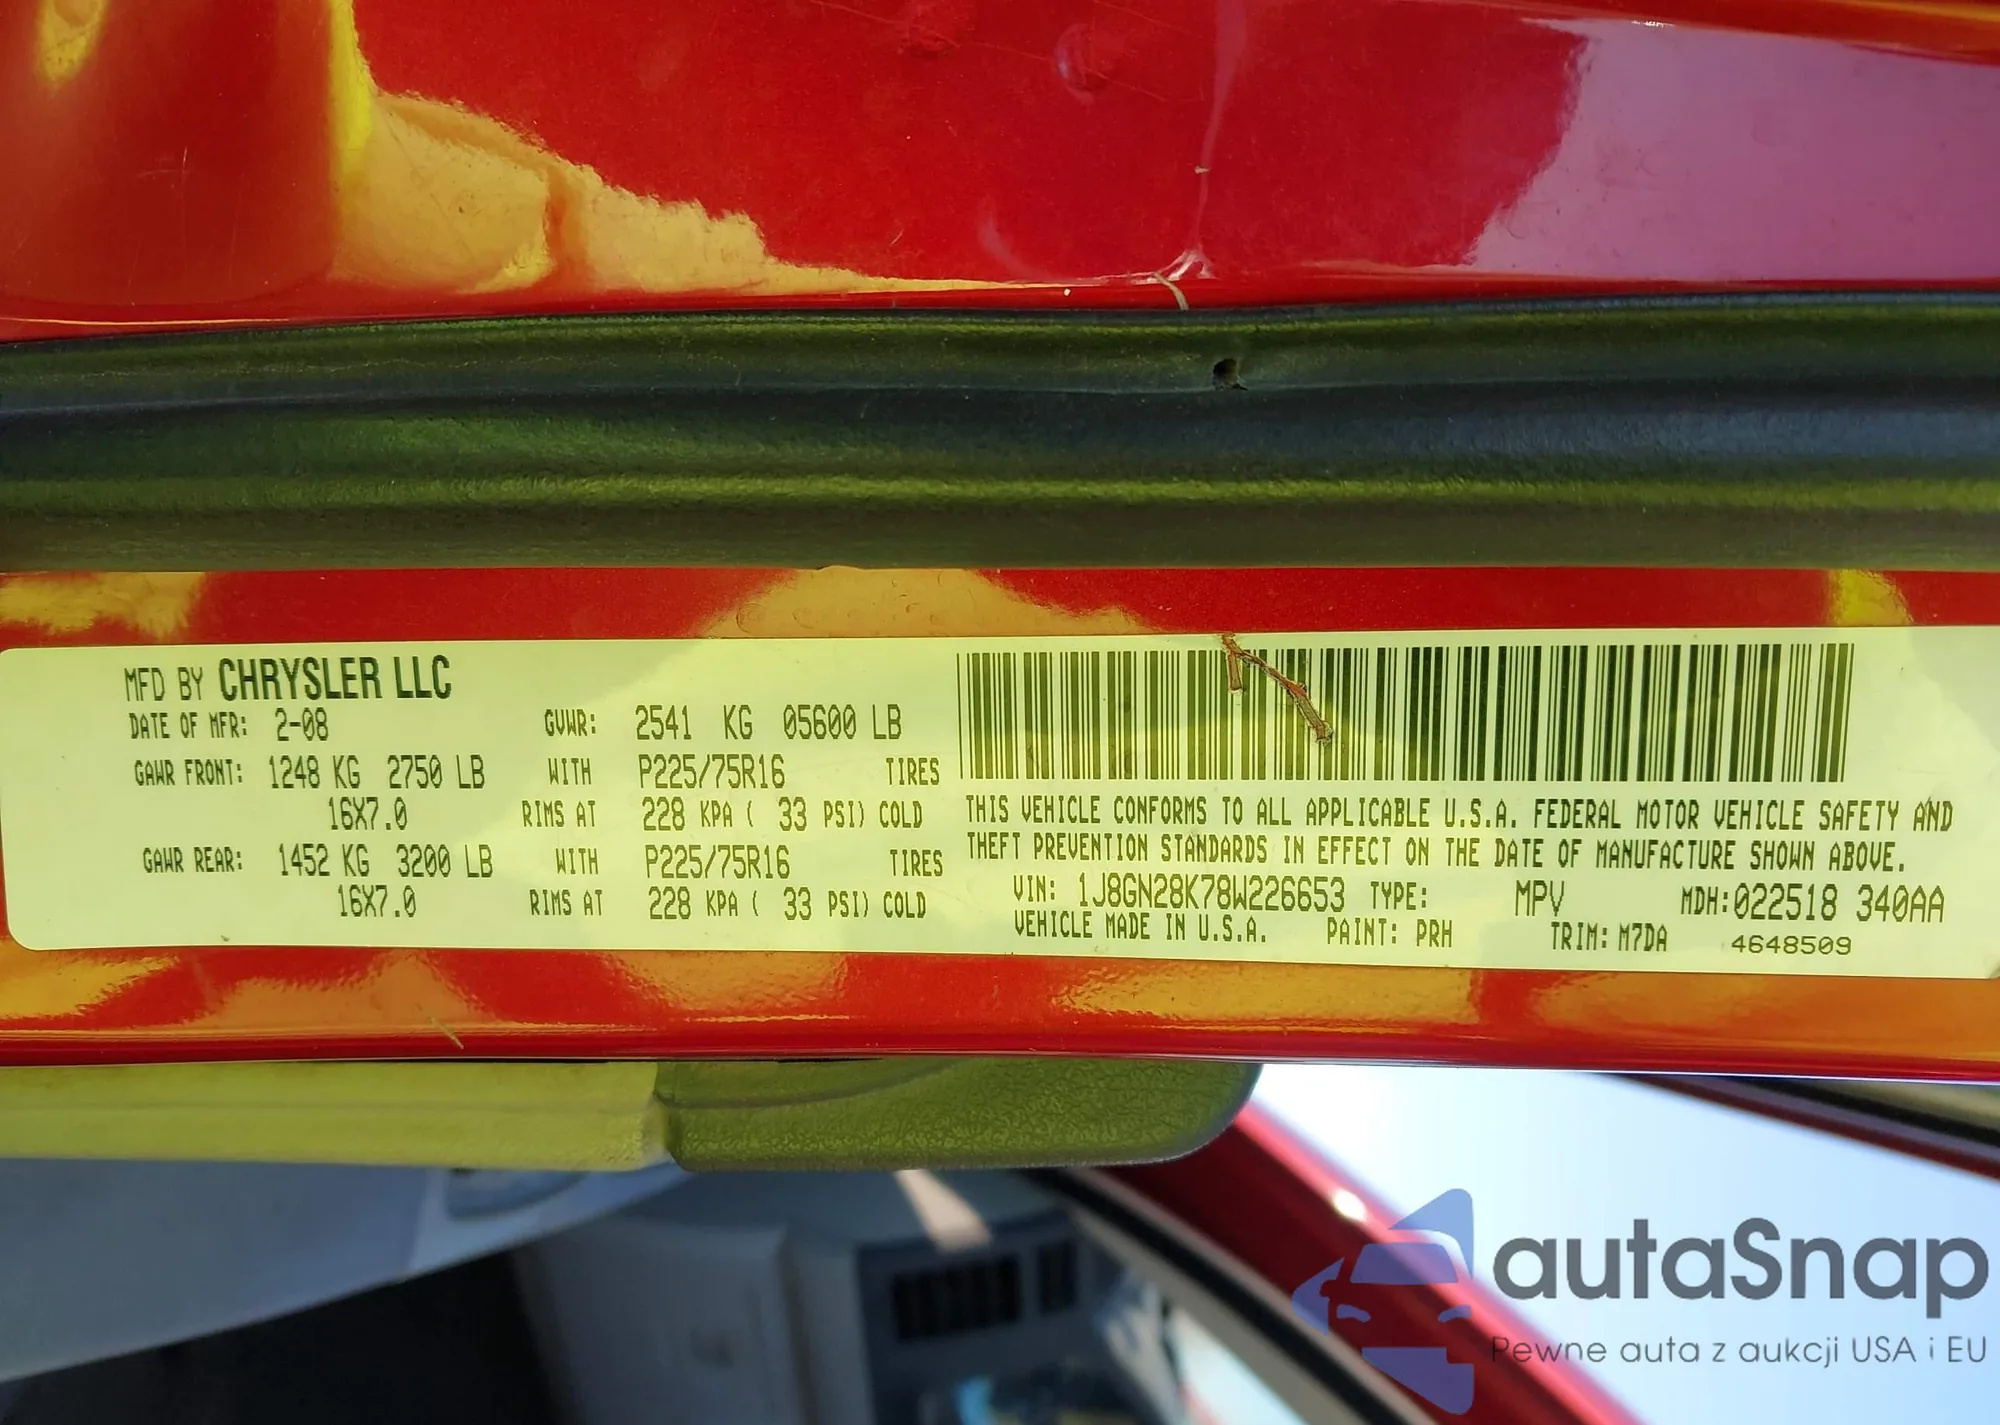 MFD BY CHRYSLER LLC
DATE OF MFR: 2-08 GVWR: 2541 KG 05600 LB
GAWR FRONT: 1248 KG 2750 LB WITH P225/75R16 TIRES
16X7.0 RIMS AT 228 KPA ( 33 PSI) COLD
GAWR REAR: 1452 KG 3200 LB WITH P225/75R16 TIRES
16X7.0 RIMS AT 228 KPA ( 33 PSI) COLD
THIS VEHICLE CONFORMS TO ALL APPLICABLE U.S.A. FEDERAL MOTOR VEHICLE SAFETY AND
THEFT PREVENTION STANDARDS IN EFFECT ON THE DATE OF MANUFACTURE SHOWN ABOVE.
VIN: 1J8GN28K78W226653 TYPE: MPV MDH:022518 340AA
VEHICLE MADE IN U.S.A. PAINT: PRH TRIM: M7DA 4648509
autaSnap
Pewne auta z aukcji USA i EU